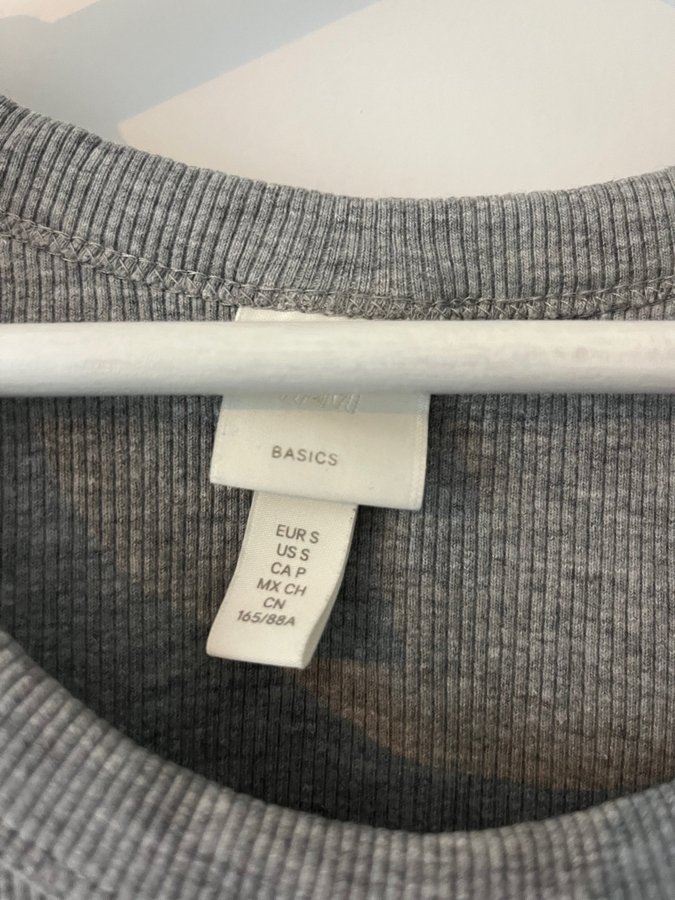 BASICS
EUR S
US S
CA P
MX CH
CN
165/88A